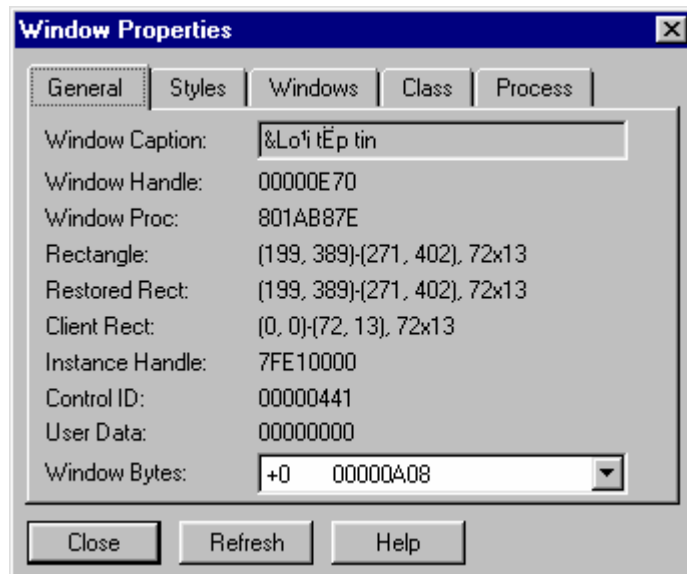 Window Properties
General Styles Windows Class Process
Window Caption: &Lo¹i tËp tin
Window Handle: 00000E70
Window Proc: 801AB87E
Rectangle: (199, 389)-(271, 402), 72x13
Restored Rect: (199, 389)-(271, 402), 72x13
Client Rect: (0, 0)-(72, 13), 72x13
Instance Handle: 7FE10000
Control ID: 00000441
User Data: 00000000
Window Bytes: +0 00000A08
Close Refresh Help